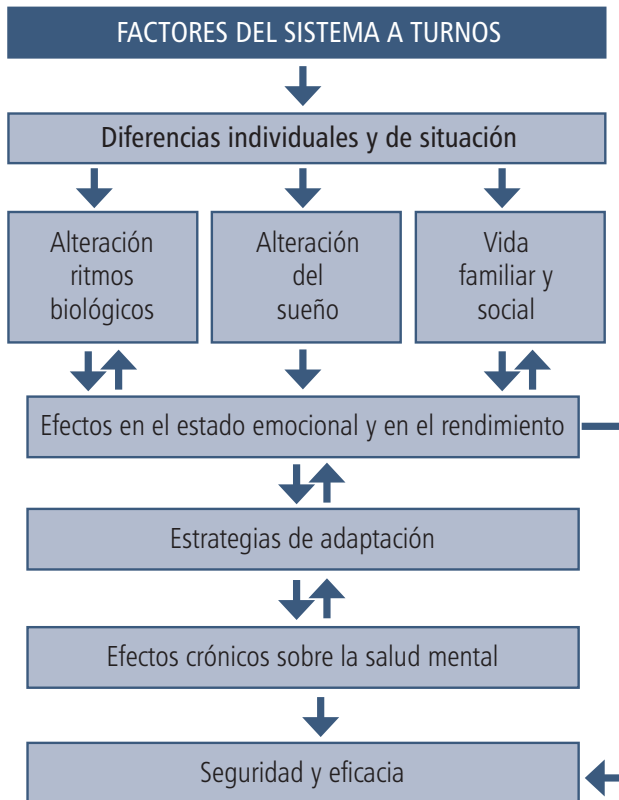 FACTORES DEL SISTEMA A TURNOS
Diferencias individuales y de situación
Alteración
ritmos
biológicos
Alteración
del
sueño
Vida
familiar y
social
Efectos en el estado emocional y en el rendimiento
Estrategias de adaptación
Efectos crónicos sobre la salud mental
Seguridad y eficacia